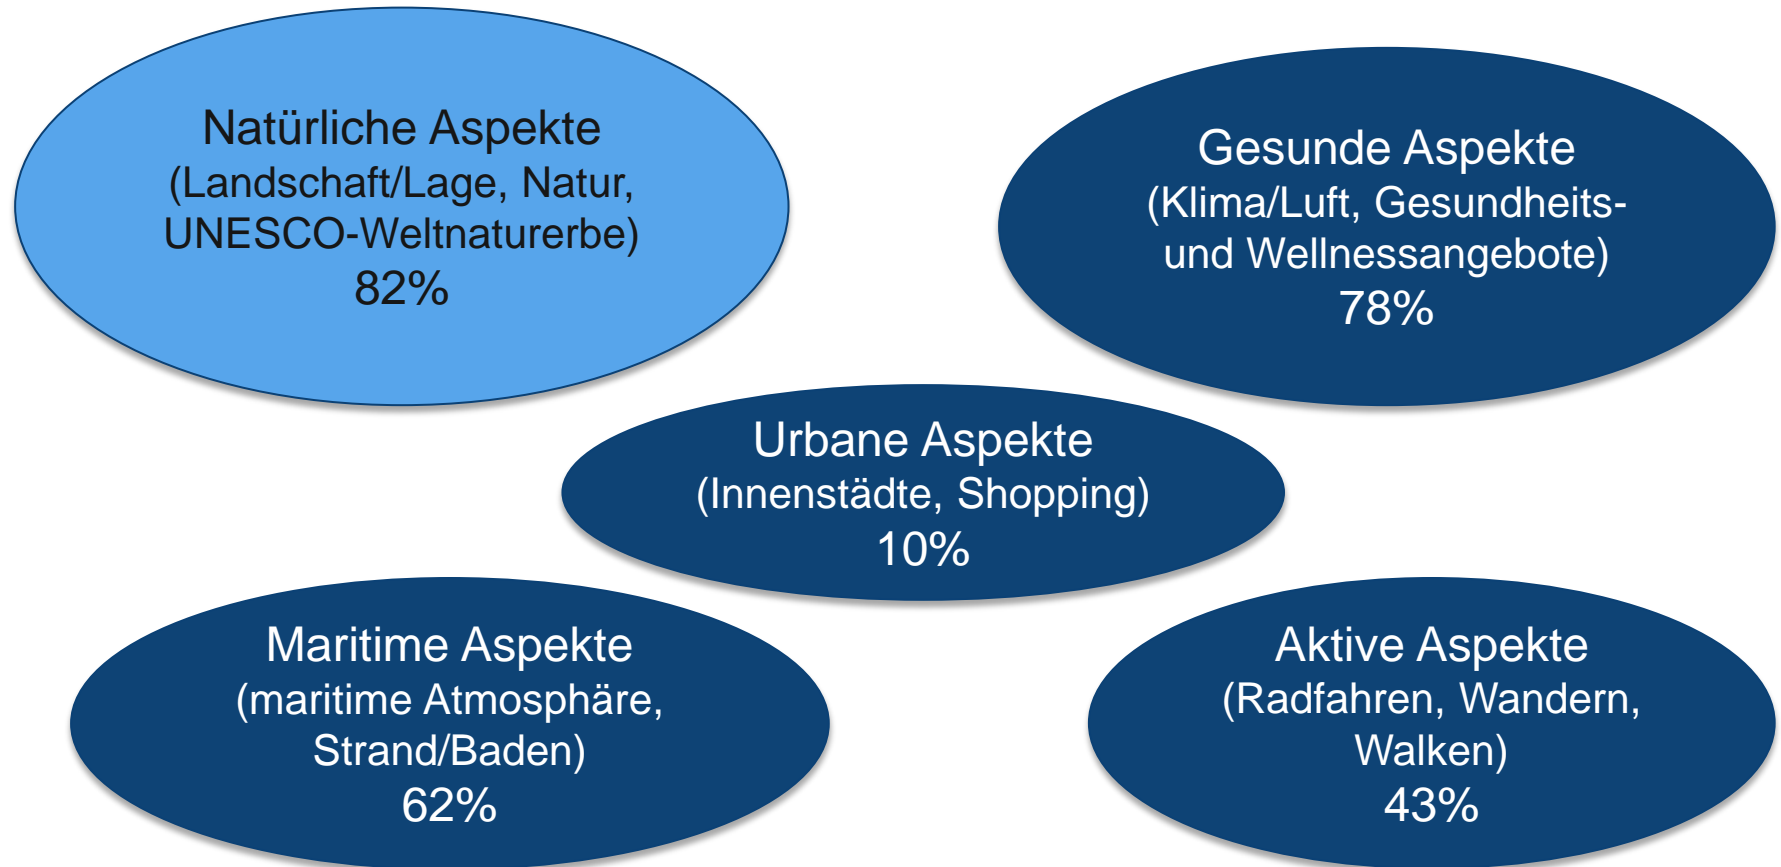 Natürliche Aspekte
(Landschaft/Lage, Natur,
UNESCO-Weltnaturerbe)
82%
Gesunde Aspekte
(Klima/Luft, Gesundheits-
und Wellnessangebote)
78%
Urbane Aspekte
(Innenstädte, Shopping)
10%
Maritime Aspekte
(maritime Atmosphäre,
Strand/Baden)
62%
Aktive Aspekte
(Radfahren, Wandern,
Walken)
43%